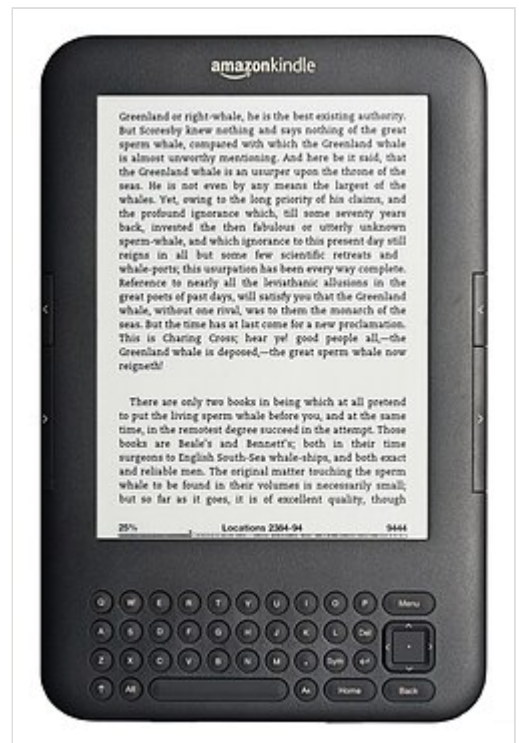 amazonkindle
Greenland or right-whale, he is the best existing authority.
But Scoresby knew nothing and says nothing of the great
sperm whale, compared with which the Greenland whale
is almost unworthy mentioning. And here be it said, that
the Greenland whale is an usurper upon the throne of the
seas. He is not even by any means the largest of the
whales. Yet, owing to the long priority of his claims, and
the profound ignorance which, till some seventy years
back, invested the then fabulous or utterly unknown
sperm-whale, and which ignorance to this present day still
reigns in all but some few scientific retreats and
whale-ports; this usurpation has been every way complete.
Reference to nearly all the leviathanic allusions in the
great poets of past days, will satisfy you that the Greenland
whale, without one rival, was to them the monarch of the
seas. But the time has at last come for a new proclamation.
This is Charing Cross; hear ye! good people all,—the
Greenland whale is deposed,—the great sperm whale now
reigneth!
There are only two books in being which at all pretend
to put the living sperm whale before you, and at the same
time, in the remotest degree succeed in the attempt. Those
books are Beale's and Bennett's; both in their time
surgeons to English South-Sea whale-ships, and both exact
and reliable men. The original matter touching the sperm
whale to be found in their volumes is necessarily small;
but so far as it goes, it is of excellent quality, though
25% Locations 2384-94 9444
Q W E R T Y U I O P Menu
A S D F G H J K L Del
Z X C V B N M . Sym
Alt Aa Home Back